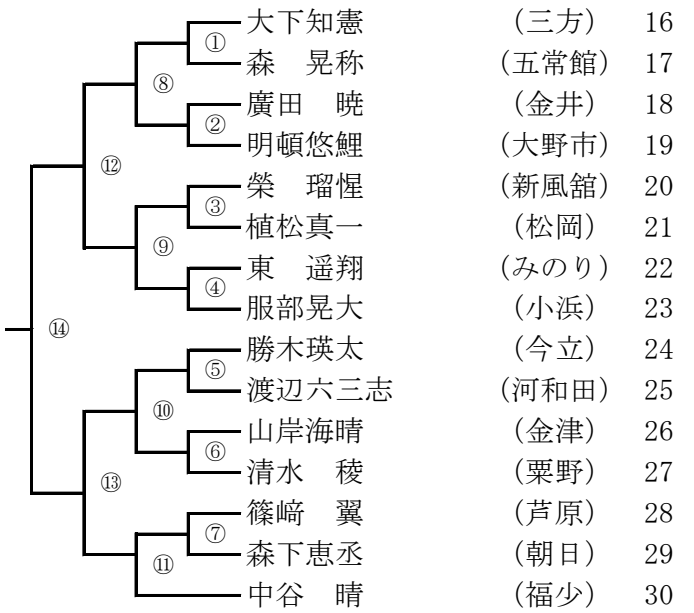 大下知憲 (三方) 16
①
森 晃称 (五常館) 17
⑧
廣田 暁 (金井) 18
②
明頓悠鯉 (大野市) 19
⑫
榮 瑠惺 (新風舘) 20
③
植松真一 (松岡) 21
⑨
東 遥翔 (みのり) 22
④
服部晃大 (小浜) 23
⑭
勝木瑛太 (今立) 24
⑤
渡辺六三志 (河和田) 25
⑩
山岸海晴 (金津) 26
⑥
清水 稜 (粟野) 27
⑬
篠﨑 翼 (芦原) 28
⑦
森下恵丞 (朝日) 29
⑪
中谷 晴 (福少) 30